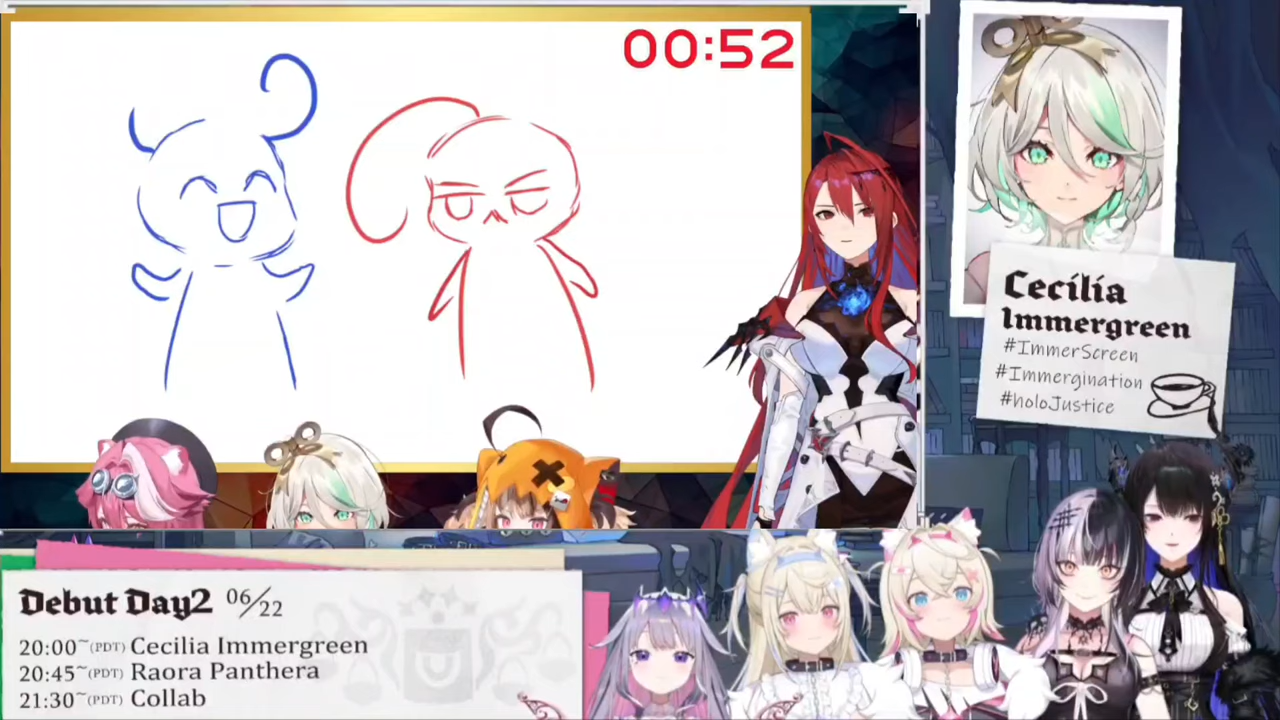 00:52
Cecilia
Immergreen
#ImmerScreen
#Immergination
#holoJustice
Debut Day2 06/22
20:00~(PDT) Cecilia Immergreen
20:45~(PDT) Raora Panthera
21:30~(PDT) Collab